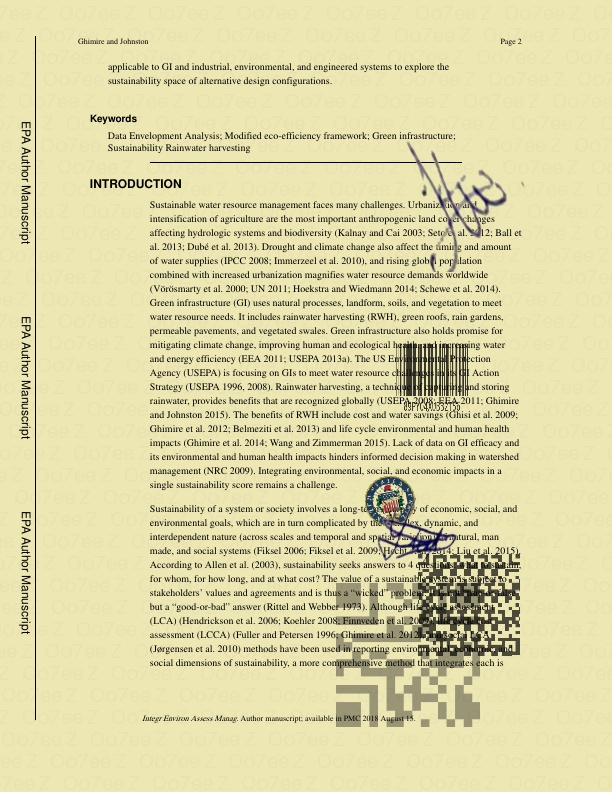 Ghimire and Johnston
Page 2
applicable to GI and industrial, environmental, and engineered systems to explore the
sustainability space of alternative design configurations.
Keywords
Data Envelopment Analysis; Modified eco-efficiency framework; Green infrastructure;
Sustainability Rainwater harvesting
INTRODUCTION
Sustainable water resource management faces many challenges. Urbanization and
intensification of agriculture are the most important anthropogenic land cover changes
affecting hydrologic systems and biodiversity (Kalnay and Cai 2003; Seto et al. 2012; Ball et
al. 2013; Dubé et al. 2013). Drought and climate change also affect the timing and amount
of water supplies (IPCC 2008; Immerzeel et al. 2010), and rising global population
combined with increased urbanization magnifies water resource demands worldwide
(Vörösmarty et al. 2000; UN 2011; Hoekstra and Wiedmann 2014; Schewe et al. 2014).
Green infrastructure (GI) uses natural processes, landform, soils, and vegetation to meet
water resource needs. It includes rainwater harvesting (RWH), green roofs, rain gardens,
permeable pavements, and vegetated swales. Green infrastructure also holds promise for
mitigating climate change, improving human and ecological health, and increasing water
and energy efficiency (EEA 2011; USEPA 2013a). The US Environmental Protection
Agency (USEPA) is focusing on GIs to meet water resource challenges in its GI Action
Strategy (USEPA 1996, 2008). Rainwater harvesting, a technique of capturing and storing
rainwater, provides benefits that are recognized globally (USEPA 2008; EEA 2011; Ghimire
and Johnston 2015). The benefits of RWH include cost and water savings (Ghisi et al. 2009;
Ghimire et al. 2012; Belmeziti et al. 2013) and life cycle environmental and human health
impacts (Ghimire et al. 2014; Wang and Zimmerman 2015). Lack of data on GI efficacy and
its environmental and human health impacts hinders informed decision making in watershed
management (NRC 2009). Integrating environmental, social, and economic impacts in a
single sustainability score remains a challenge.
Sustainability of a system or society involves a long-term of economic, social, and
environmental goals, which are in turn complicated by the complex, dynamic, and
interdependent nature (across scales and temporal and spatial variation) of natural, man
made, and social systems (Fiksel 2006; Fiksel et al. 2009; Hecht 2014; Liu et al. 2015).
According to Allen et al. (2003), sustainability seeks answers to 4 questions: what to sustain,
for whom, for how long, and at what cost? The value of a sustainable system is subject to
stakeholders' values and agreements and is thus a "wicked" problem. It is not true-or-false
but a "good-or-bad" answer (Rittel and Webber 1973). Although life cycle assessment
(LCA) (Hendrickson et al. 2006; Koehler 2008; Finnveden et al. 2009), life cycle cost
assessment (LCCA) (Fuller and Petersen 1996; Ghimire et al. 2012), and social LCA
(Jørgensen et al. 2010) methods have been used in reporting environmental, economic, and
social dimensions of sustainability, a more comprehensive method that integrates each is
Integr Environ Assess Manag. Author manuscript; available in PMC 2018 August 15.
EPA Author Manuscript
EPA Author Manuscript
EPA Author Manuscript